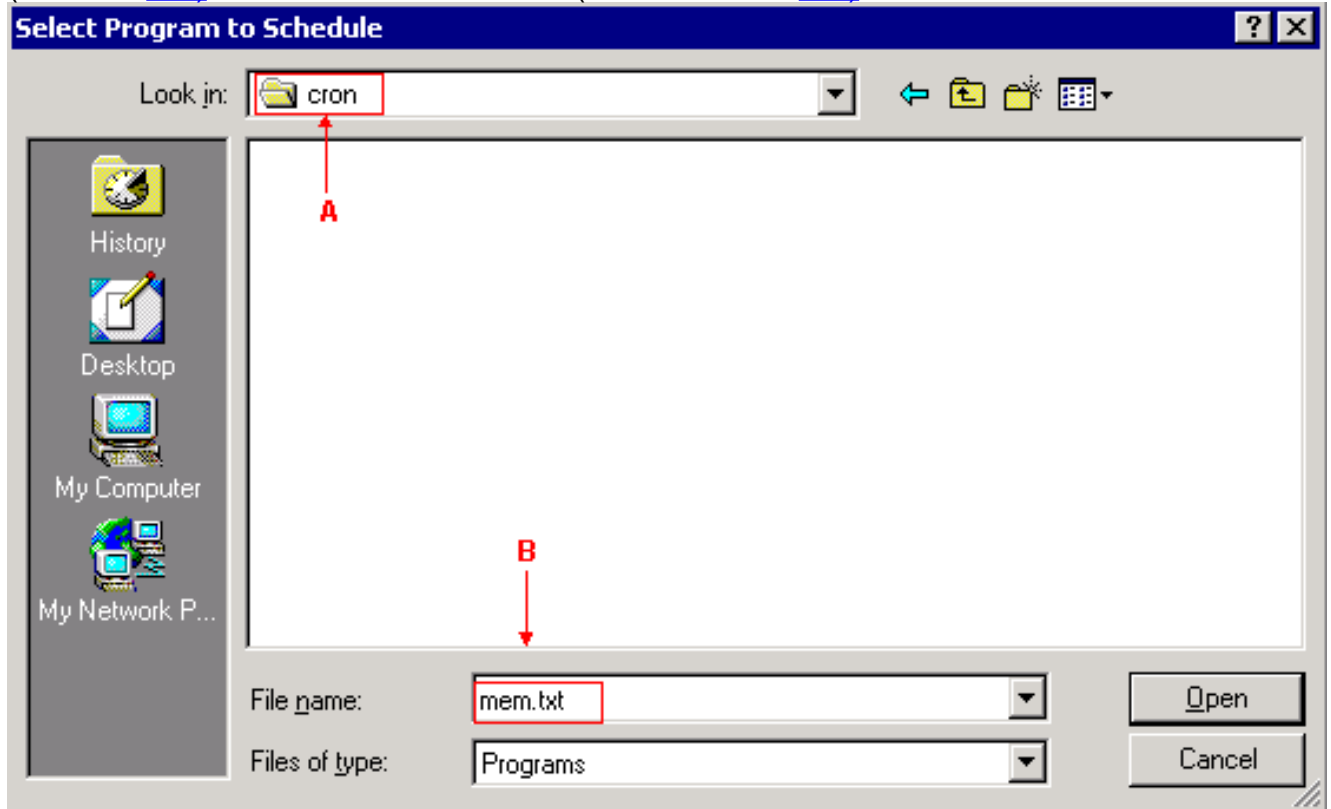 Select Program to Schedule
Look in: cron
A
History
Desktop
My Computer
My Network P...
B
File name: mem.txt Open
Files of type: Programs Cancel